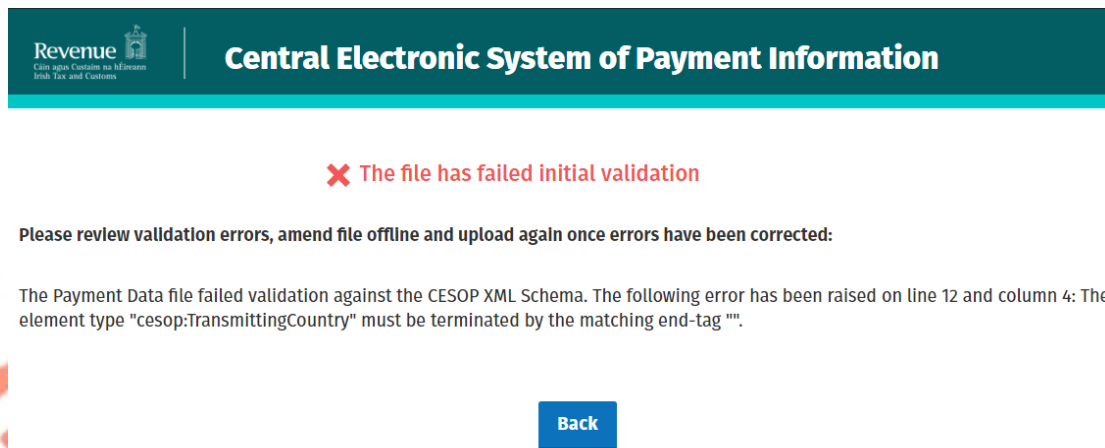 Revenue
Cáin agus Custaim na hÉireann
Irish Tax and Customs
Central Electronic System of Payment Information
The file has failed initial validation
Please review validation errors, amend file offline and upload again once errors have been corrected:
The Payment Data file failed validation against the CESOP XML Schema. The following error has been raised on line 12 and column 4: The
element type "cesop:TransmittingCountry" must be terminated by the matching end-tag "".
Back